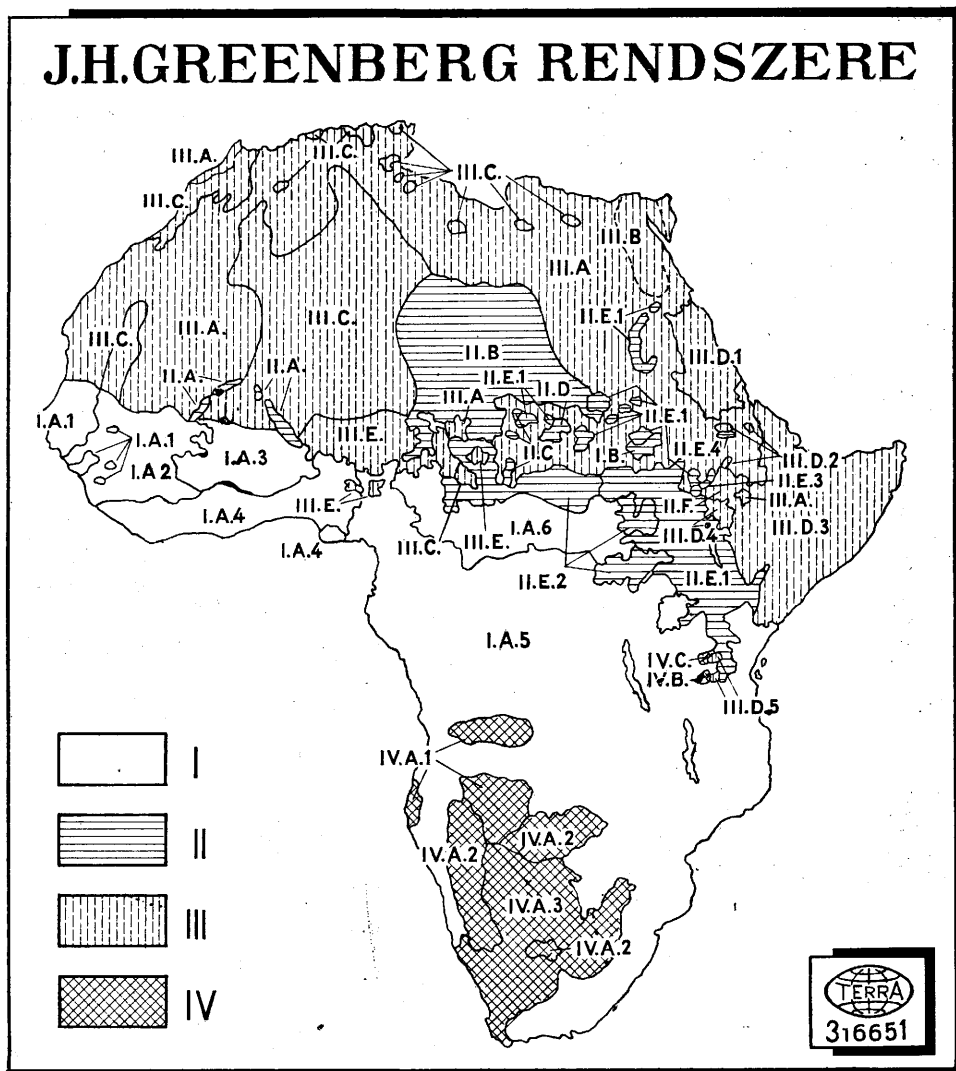 J.H.GREENBERG RENDSZERE
III.A.
III.C.
III.C.
III.C.
III.B
III.A
III.C.
III.A.
III.C.
II.E.1
III.D.1
II.B
II.A.
II.A.
II.E.1
II.D
III.A
I.A.1
I.A.1
I.A.2
I.A.3
III.E.
II.C
I.B.
II.E.1
II.E.4
III.D.2
II.E.3
III.A.
III.D.3
I.A.4
III.E.
I.A.4
III.C.
III.E.
I.A.6
II.F.
III.D.4
II.E.2
II.E.1
I.A.5
IV.C.
IV.B.
III.D.5
IV.A.1
IV.A.2
IV.A.2
IV.A.3
IV.A.2
I
II
III
IV
TERRA
316651